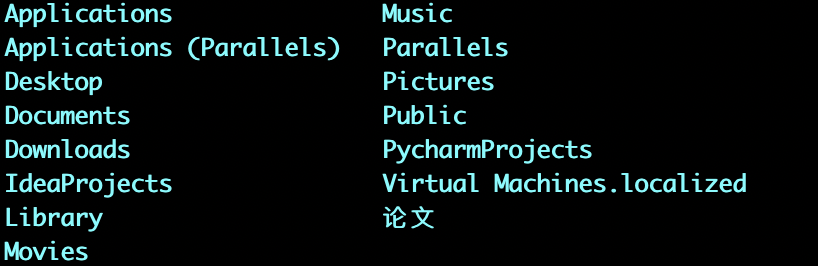 Applications
Applications (Parallels)
Desktop
Documents
Downloads
IdeaProjects
Library
Movies
Music
Parallels
Pictures
Public
PycharmProjects
Virtual Machines.localized
论文